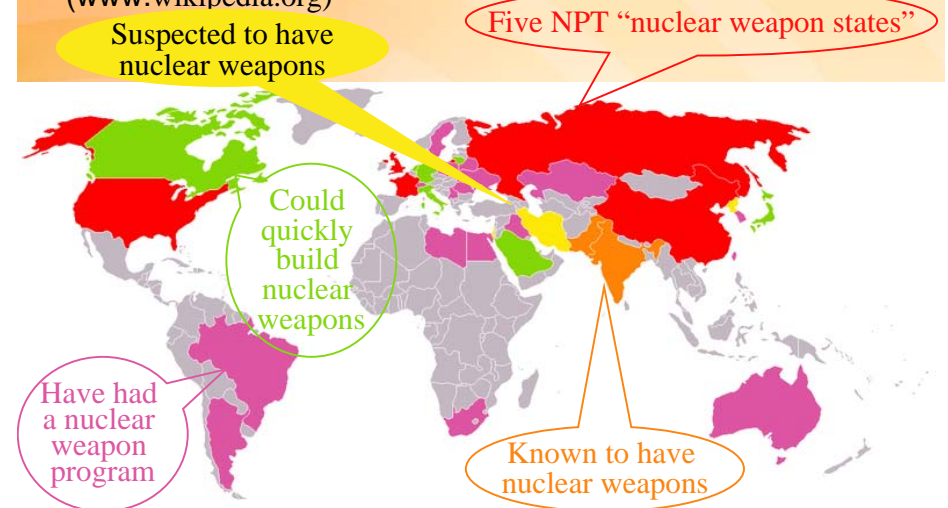 (www.wikipedia.org)
Suspected to have
nuclear weapons
Five NPT “nuclear weapon states”
Could
quickly
build
nuclear
weapons
Have had
a nuclear
weapon
program
Known to have
nuclear weapons